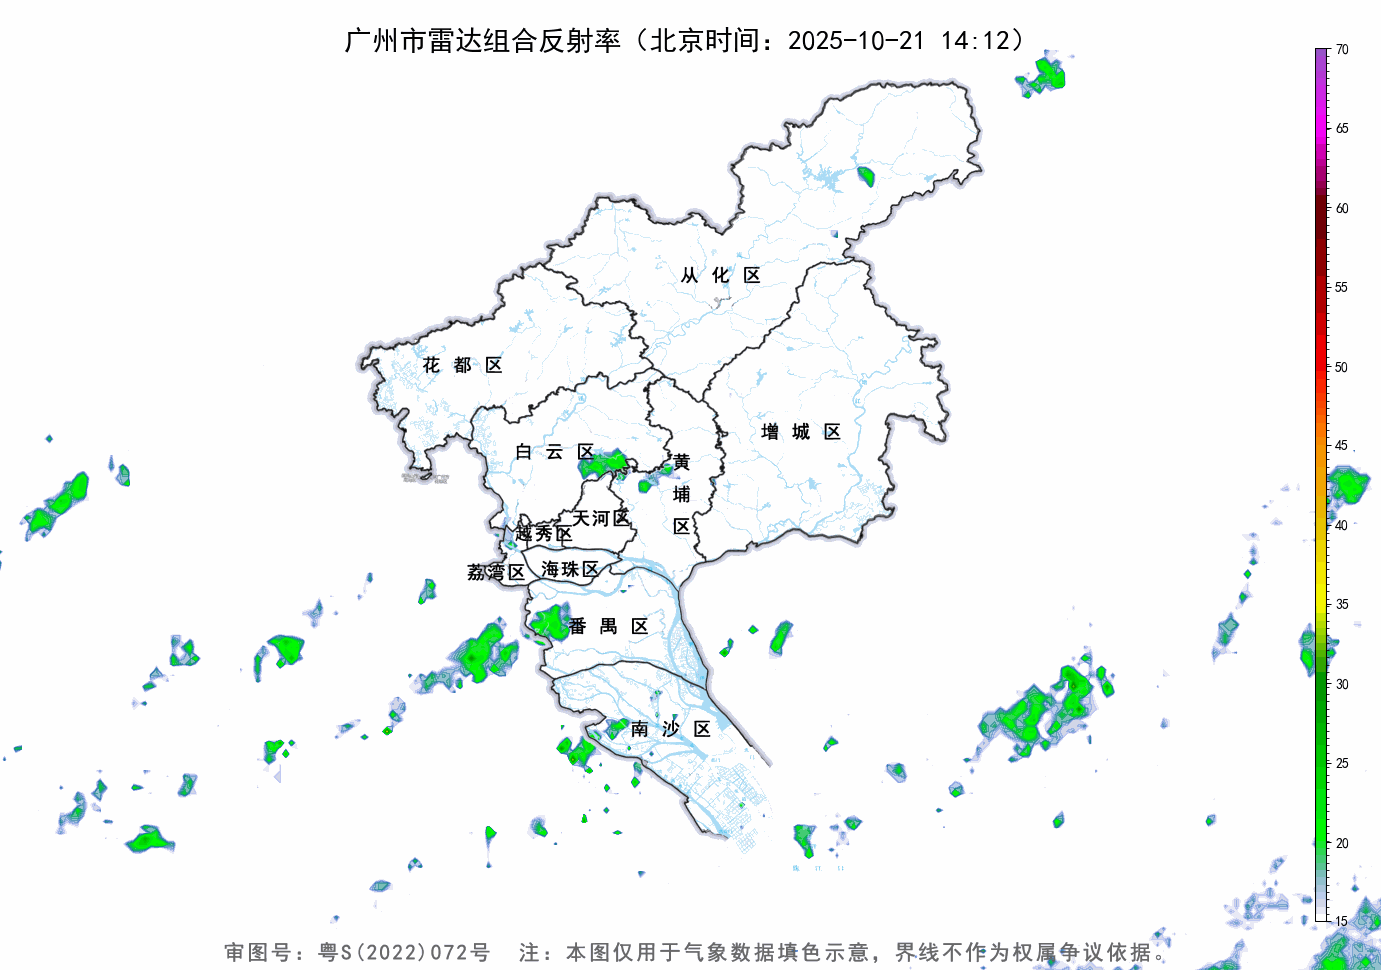 广州市雷达组合反射率（北京时间：2025-10-21 14:12）
70
65
60
55
50
45
40
35
30
25
20
15
从化区
花都区
增城区
白云区
黄埔区
天河区
越秀区
荔湾区
海珠区
番禺区
南沙区
审图号：粤S(2022)072号 注：本图仅用于气象数据填色示意，界线不作为权属争议依据。